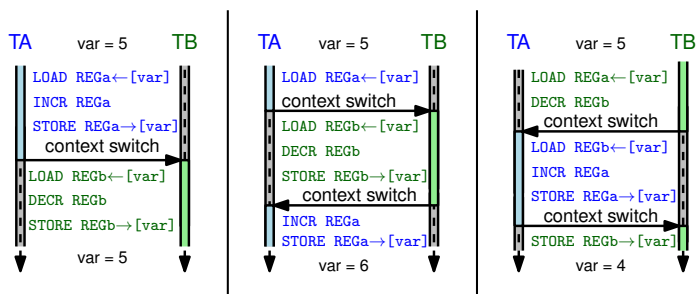 TA var = 5 TB
LOAD REGa←[var]
INCR REGa
STORE REGa→[var]
context switch
LOAD REGb←[var]
DECR REGb
STORE REGb→[var]
var = 5
TA var = 5 TB
LOAD REGa←[var]
context switch
LOAD REGb←[var]
DECR REGb
STORE REGb→[var]
context switch
INCR REGa
STORE REGa→[var]
var = 6
TA var = 5 TB
LOAD REGa←[var]
DECR REGb
context switch
LOAD REGb←[var]
INCR REGa
STORE REGa→[var]
context switch
STORE REGb→[var]
var = 4